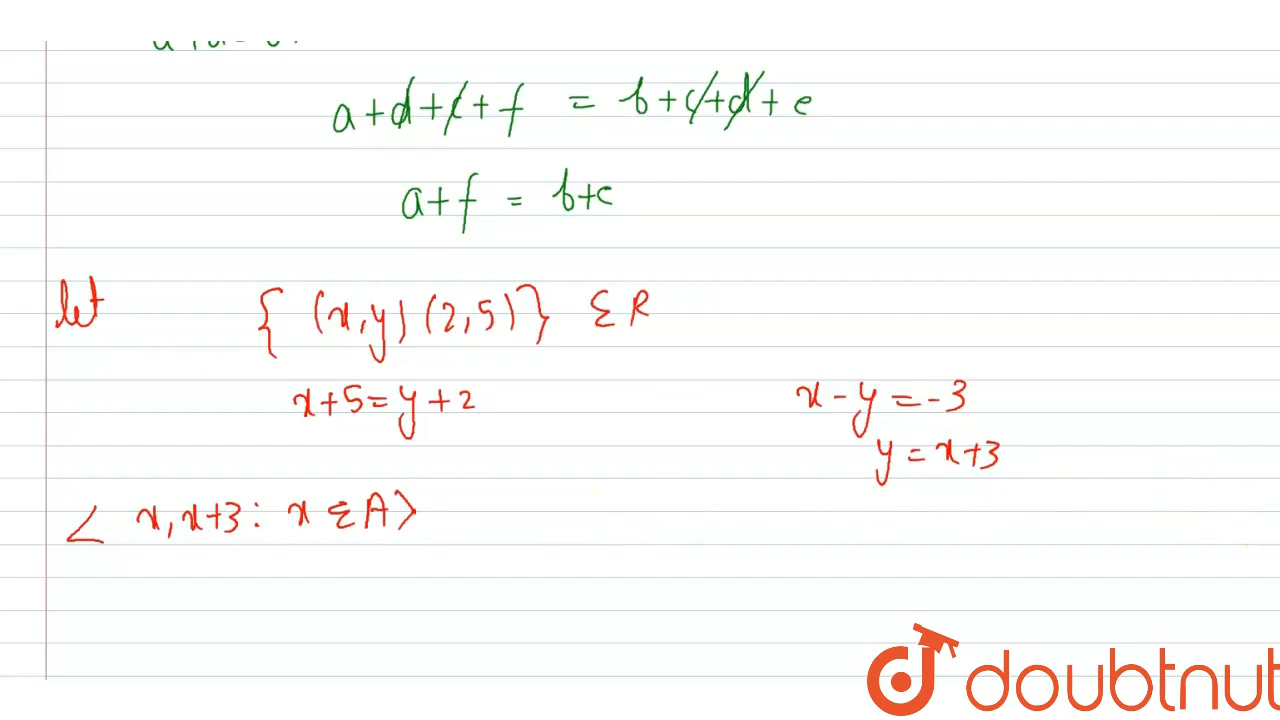 a+d+c+f = b+c+d+e
a+f = b+e
let { (x,y) (2,5) } ∈ R
x+5=y+2
x-y=-3
y=x+3
< x,x+3: x ∈ A>
doubtnut